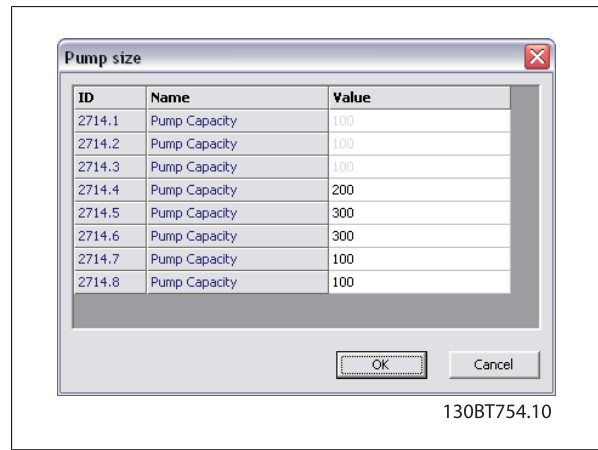 Pump size
ID Name Value
2714.1 Pump Capacity 100
2714.2 Pump Capacity 100
2714.3 Pump Capacity 100
2714.4 Pump Capacity 200
2714.5 Pump Capacity 300
2714.6 Pump Capacity 300
2714.7 Pump Capacity 100
2714.8 Pump Capacity 100
OK Cancel
130BT754.10